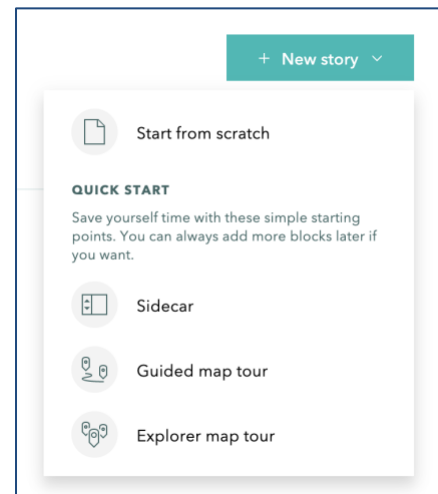 + New story
Start from scratch
QUICK START
Save yourself time with these simple starting
points. You can always add more blocks later if
you want.
Sidecar
Guided map tour
Explorer map tour